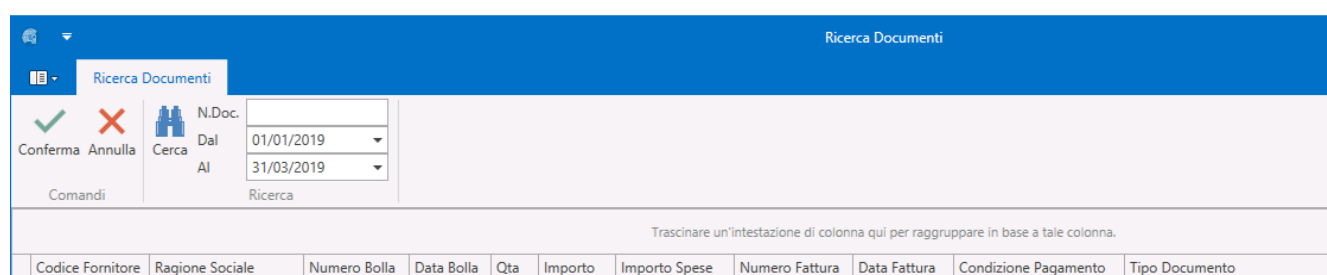 Ricerca Documenti
Ricerca Documenti
N.Doc.
Dal 01/01/2019
Al 31/03/2019
Conferma Annulla Cerca
Comandi Ricerca
Trascinare un'intestazione di colonna qui per raggruppare in base a tale colonna.
Codice Fornitore Ragione Sociale Numero Bolla Data Bolla Qta Importo Importo Spese Numero Fattura Data Fattura Condizione Pagamento Tipo Documento